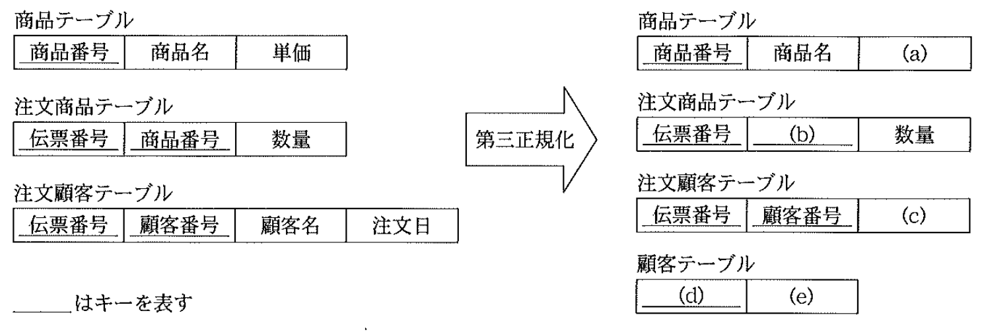 商品テーブル
商品番号 商品名 単価
注文商品テーブル
伝票番号 商品番号 数量
注文顧客テーブル
伝票番号 顧客番号 顧客名 注文日
はキーを表す
第三正規化
商品テーブル
商品番号 商品名 (a)
注文商品テーブル
伝票番号 (b) 数量
注文顧客テーブル
伝票番号 顧客番号 (c)
顧客テーブル
(d) (e)